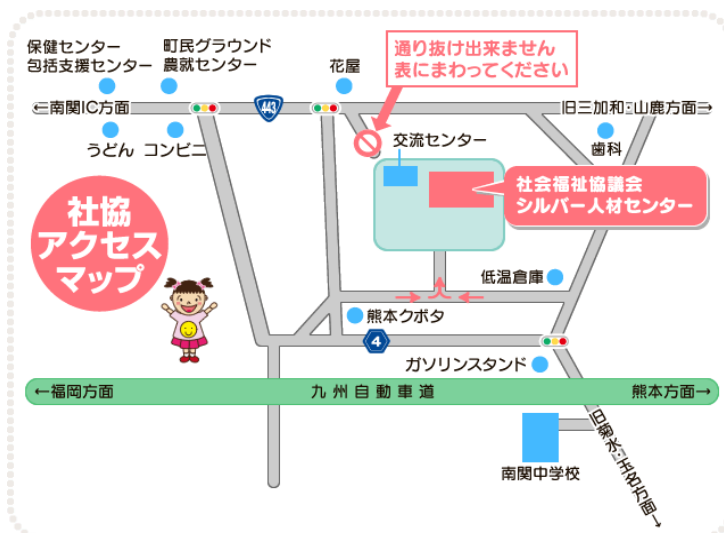 保健センター
包括支援センター
町民グラウンド
農就センター
花屋
通り抜け出来ません
表にまわってください
←南関IC方面
443
旧三加和・山鹿方面→
うどん
コンビニ
交流センター
歯科
社会福祉協議会
シルバー人材センター
社協
アクセス
マップ
低温倉庫
熊本クボタ
4
ガソリンスタンド
←福岡方面
九州自動車道
熊本方面→
旧菊水・玉名方面→
南関中学校